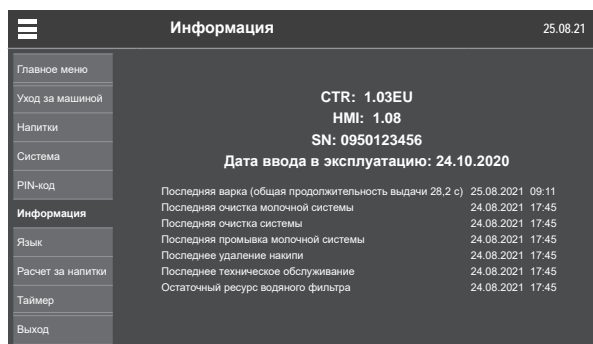 Информация
25.08.21
Главное меню
Уход за машиной
Напитки
Система
PIN-код
Информация
Язык
Расчет за напитки
Таймер
Выход
CTR: 1.03EU
HMI: 1.08
SN: 0950123456
Дата ввода в эксплуатацию: 24.10.2020
Последняя варка (общая продолжительность выдачи 28,2 с) 25.08.2021 09:11
Последняя очистка молочной системы 24.08.2021 17:45
Последняя очистка системы 24.08.2021 17:45
Последняя промывка молочной системы 24.08.2021 17:45
Последнее удаление накипи 24.08.2021 17:45
Последнее техническое обслуживание 24.08.2021 17:45
Остаточный ресурс водяного фильтра 24.08.2021 17:45